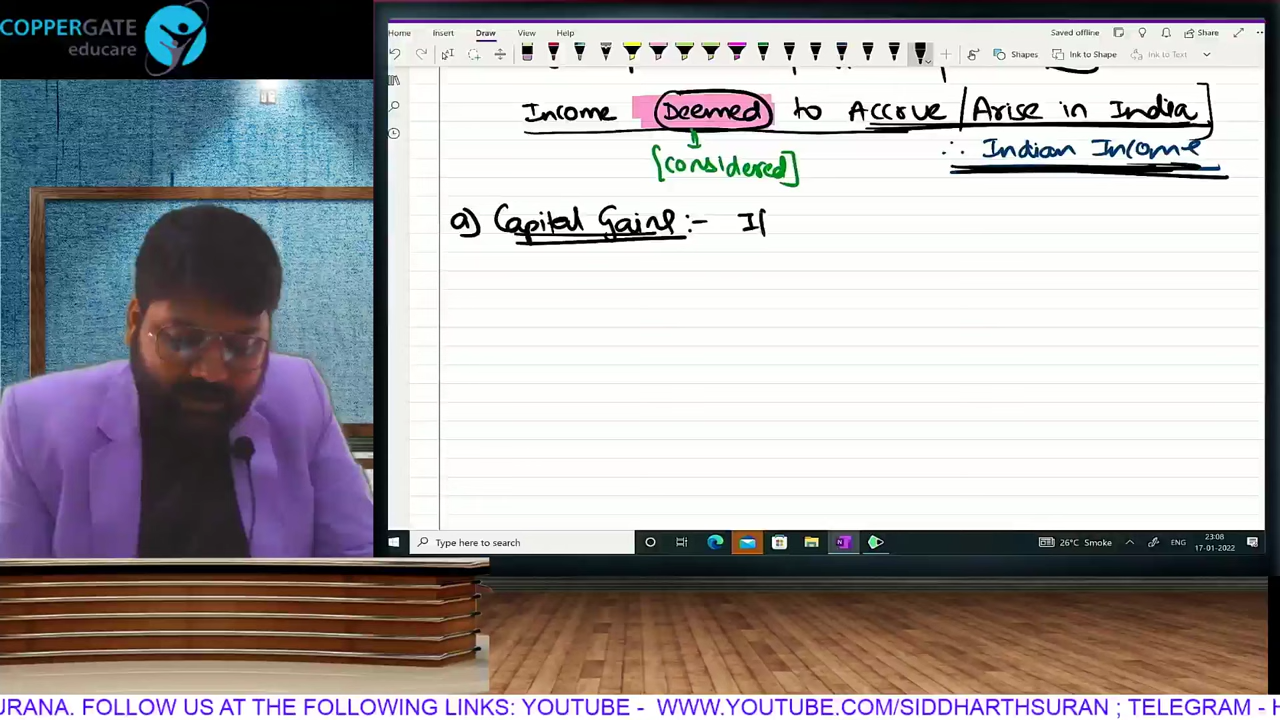 COPPERGATE
educare
Home Insert Draw View Help
Saved offline
Share
Shapes
Ink to Shape
Ink to Text
Income Deemed to Accrue / Arise in India]
[considered]
∴ Indian Income
a) Capital Gains :- If
Type here to search
26°C Smoke
ENG
23:08
17-01-2022
URANA. FOLLOW US AT THE FOLLOWING LINKS: YOUTUBE - WWW.YOUTUBE.COM/SIDDHARTHSURAN ; TELEGRAM - H